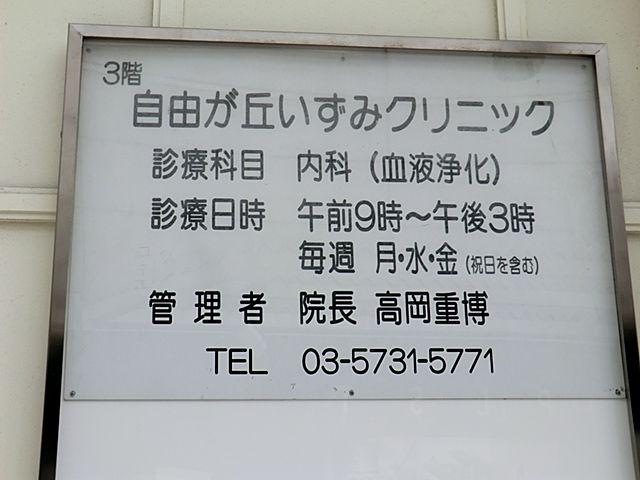 3階
自由が丘いずみクリニック
診療科目 内科（血液浄化）
診療日時 午前9時～午後3時
毎週 月・水・金（祝日を含む）
管理者 院長 高岡重博
TEL 03-5731-5771